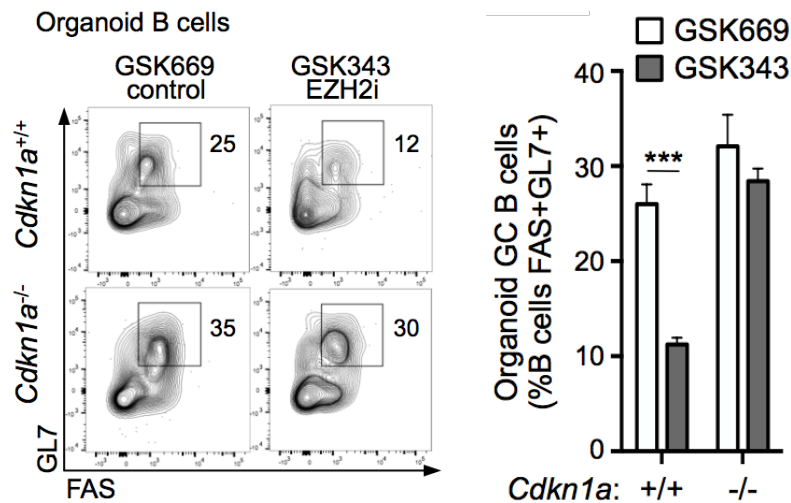 Organoid B cells
GSK669
control
GSK343
EZH2i
Cdkn1a+/+
25
12
Cdkn1a-/-
35
30
GL7
FAS
GSK669
GSK343
Organoid GC B cells
(%B cells FAS+GL7+)
40
30
20
10
0
***
Cdkn1a: +/+ -/-